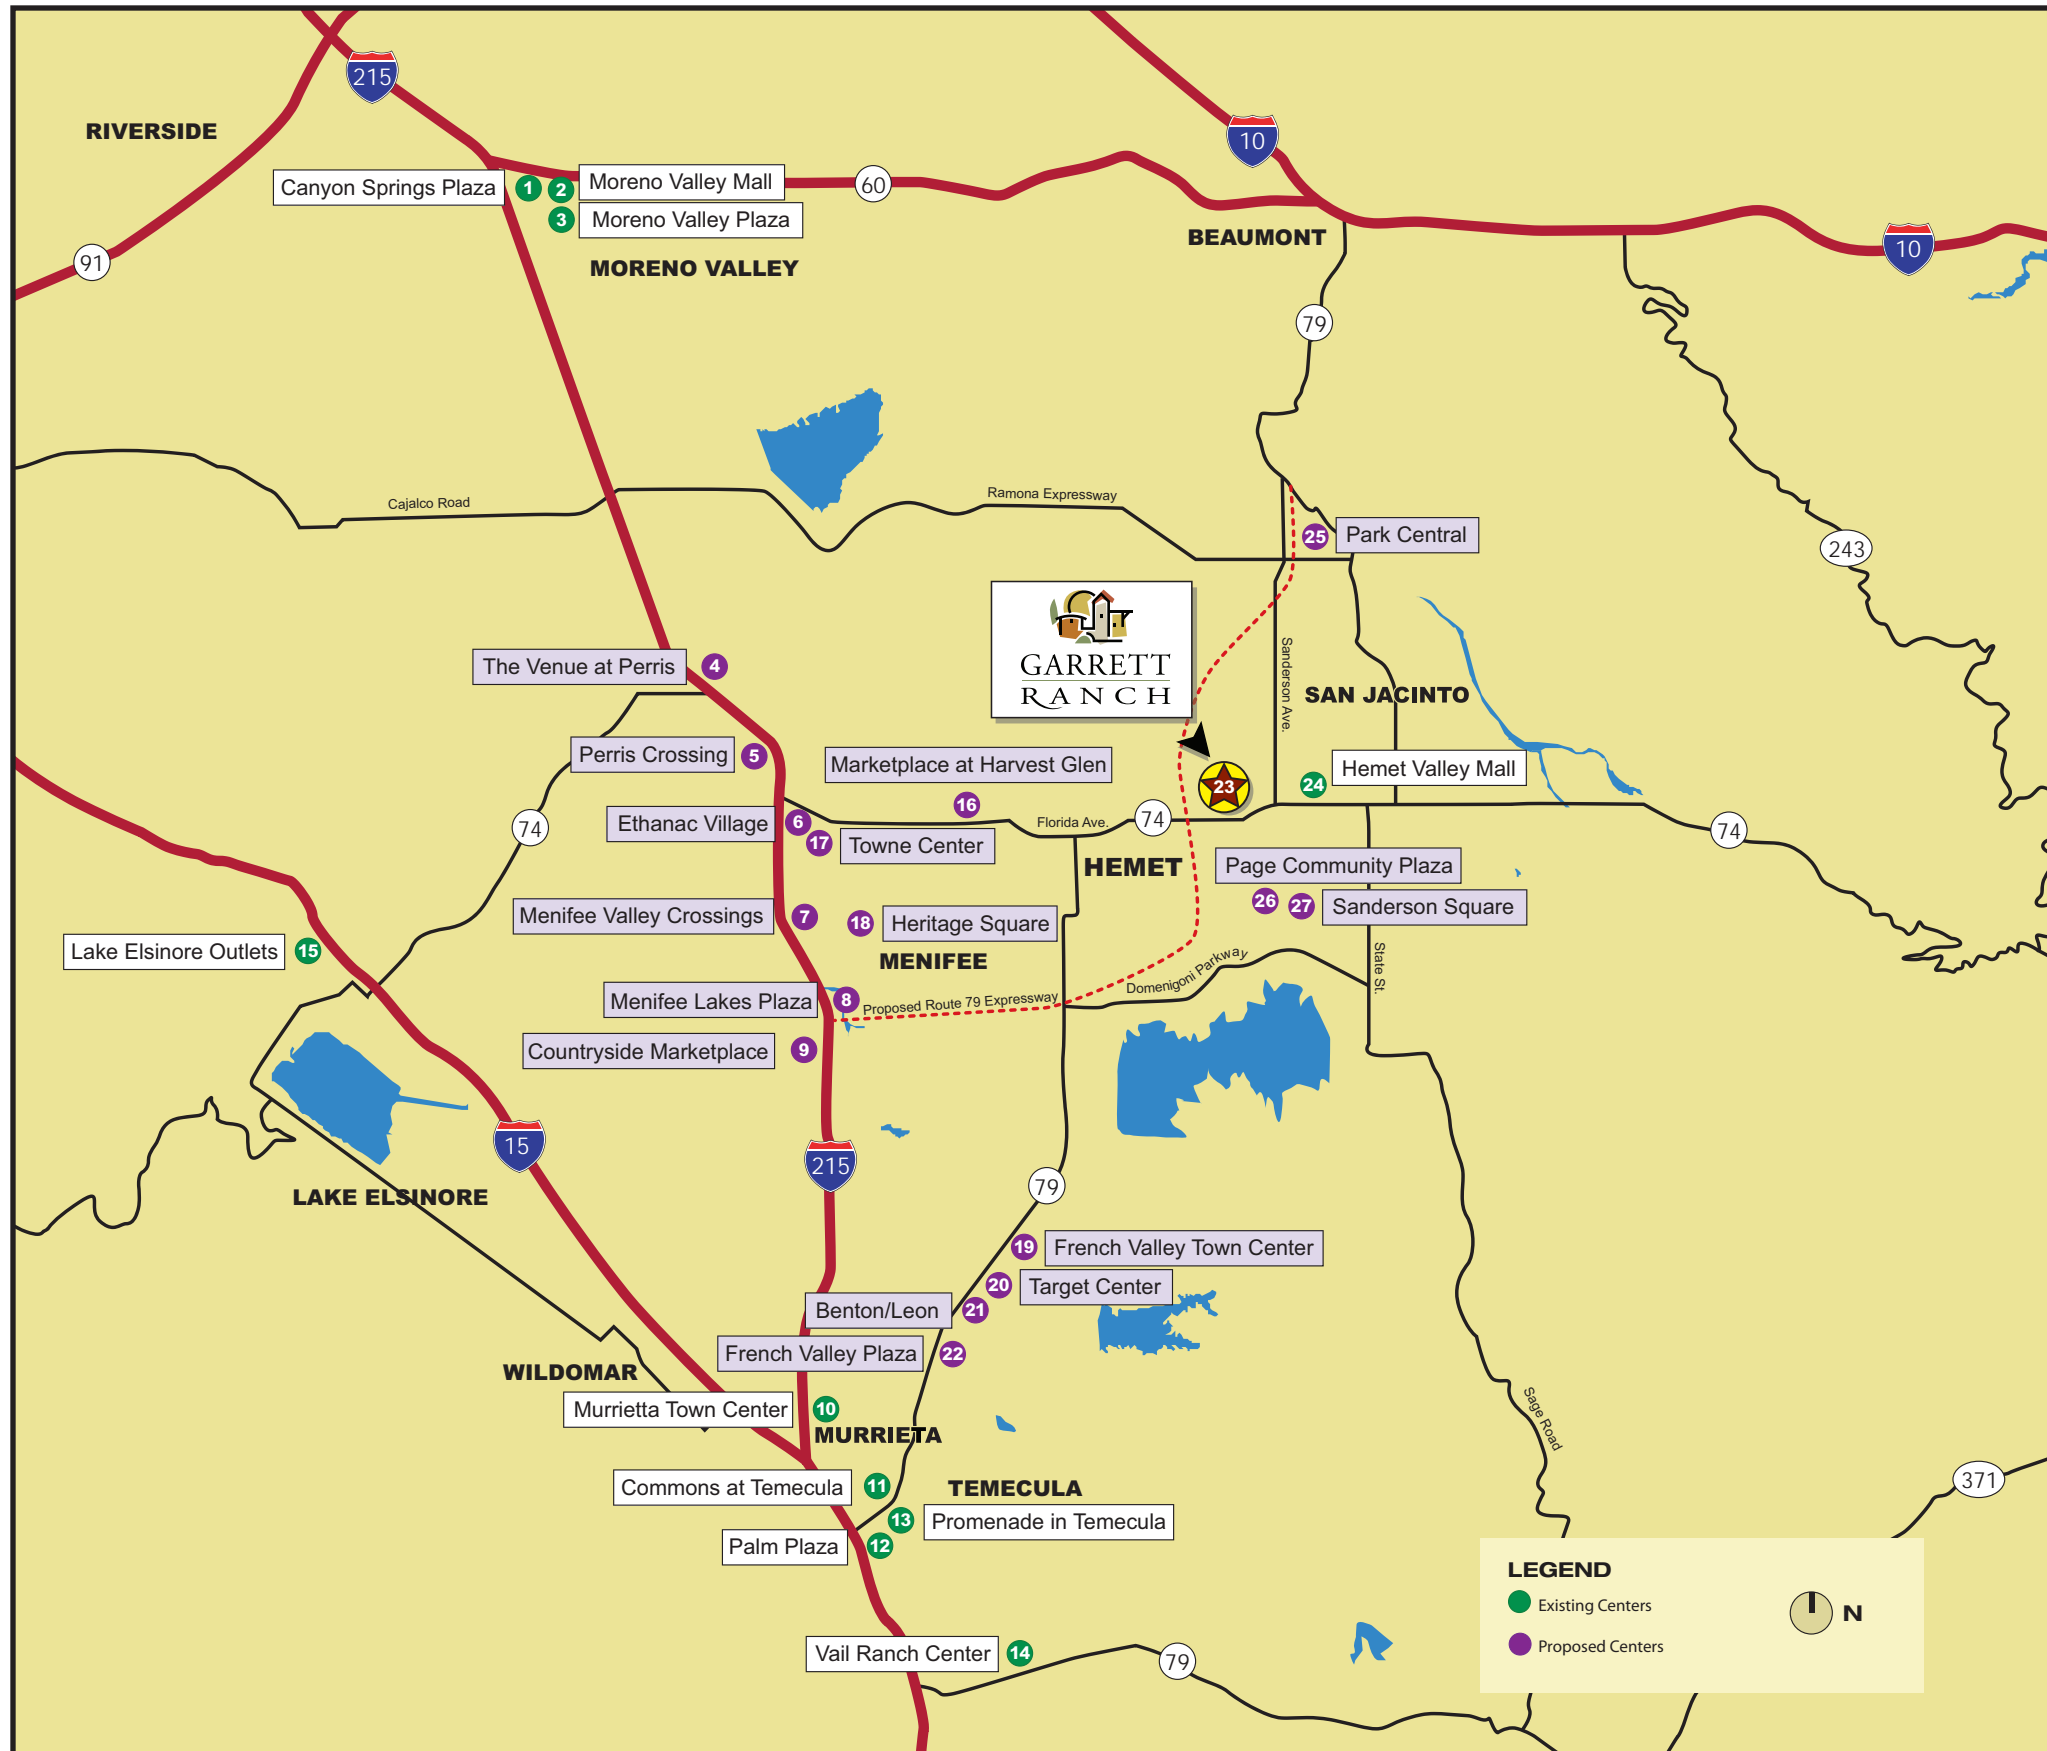 215
10
RIVERSIDE
Canyon Springs Plaza
1
2
Moreno Valley Mall
60
3
Moreno Valley Plaza
BEAUMONT
10
91
MORENO VALLEY
79
Cajalco Road
Ramona Expressway
25
Park Central
243
GARRETT
RANCH
The Venue at Perris
4
Sanderson Ave.
SAN JACINTO
Perris Crossing
5
Marketplace at Harvest Glen
Hemet Valley Mall
23
24
16
74
Ethanac Village
6
17
Towne Center
Florida Ave.
74
74
HEMET
Page Community Plaza
26
27
Sanderson Square
Menifee Valley Crossings
7
18
Heritage Square
Lake Elsinore Outlets
15
MENIFEE
State St.
Domenigoni Parkway
Menifee Lakes Plaza
8
Proposed Route 79 Expressway
Countryside Marketplace
9
15
215
LAKE ELSINORE
79
19
French Valley Town Center
20
Target Center
Benton/Leon
21
French Valley Plaza
22
WILDOMAR
Murrietta Town Center
10
MURRIETA
Sage Road
Commons at Temecula
11
TEMECULA
371
13
Promenade in Temecula
Palm Plaza
12
Vail Ranch Center
14
79
LEGEND
Existing Centers
Proposed Centers
N